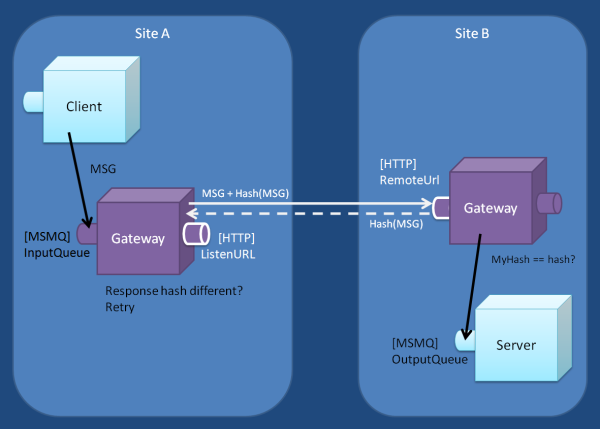 Site A
Site B
Client
MSG
[HTTP]
RemoteUrl
MSG + Hash(MSG)
Hash(MSG)
Gateway
Gateway
[MSMQ]
InputQueue
[HTTP]
ListenURL
MyHash == hash?
Response hash different?
Retry
[MSMQ]
OutputQueue
Server